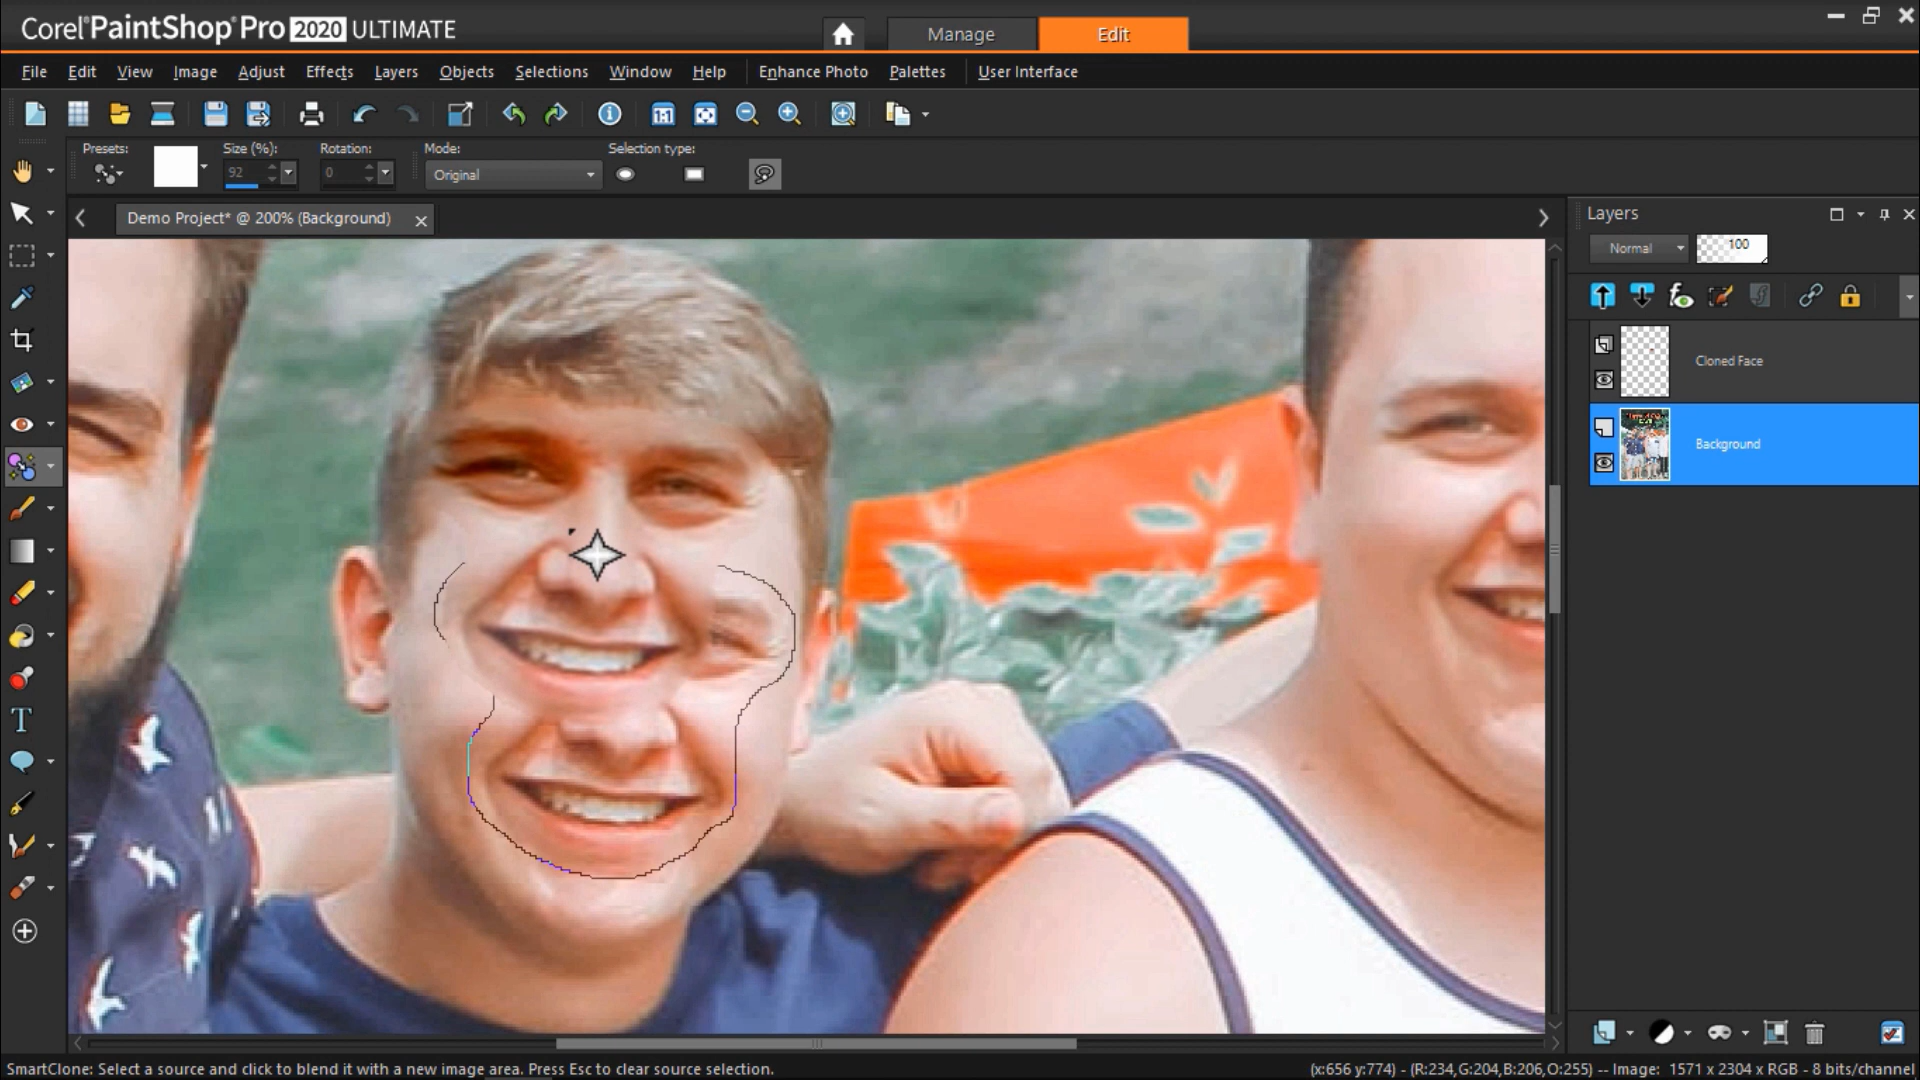 Corel® PaintShop® Pro 2020 ULTIMATE
Manage
Edit
File Edit View Image Adjust Effects Layers Objects Selections Window Help Enhance Photo Palettes User Interface
1:1
Presets: Size (%): Rotation: Mode: Selection type:
92 0 Original
Demo Project* @ 200% (Background)
Layers
Normal 100
Cloned Face
Background
T
SmartClone: Select a source and click to blend it with a new image area. Press Esc to clear source selection.
(x:656 y:774) - (R:234,G:204,B:206,O:255) -- Image: 1571 x 2304 x RGB - 8 bits/channel